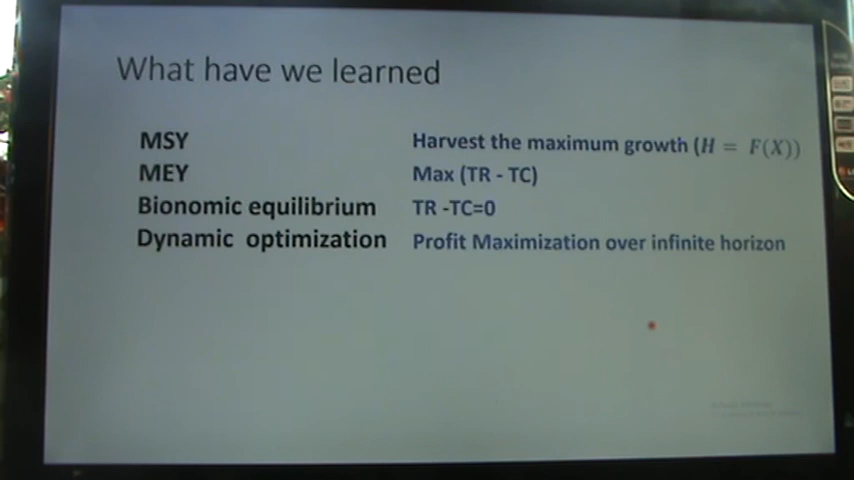 What have we learned
MSY Harvest the maximum growth (H = F(X))
MEY Max (TR - TC)
Bionomic equilibrium TR -TC=0
Dynamic optimization Profit Maximization over infinite horizon